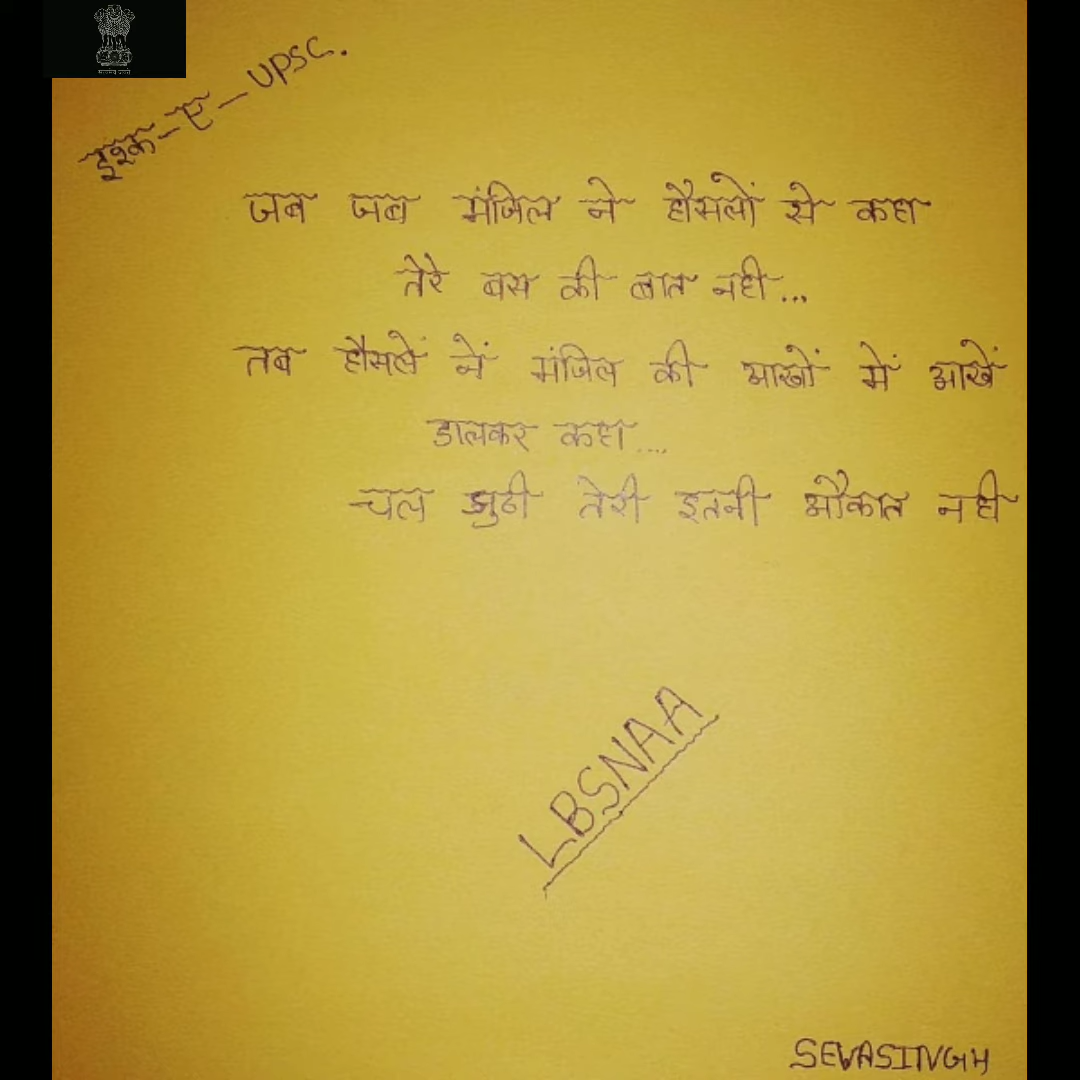 इश्क-ए-UPSC.
जब जब मंजिल ने हौसलों से कहा
तेरे बस की बात नही...
तब हौसलें नें मंजिल की आखों में आखें
डालकर कहा....
चल झुठी तेरी इतनी औकात नही
LBSNAA
SEWASINGH